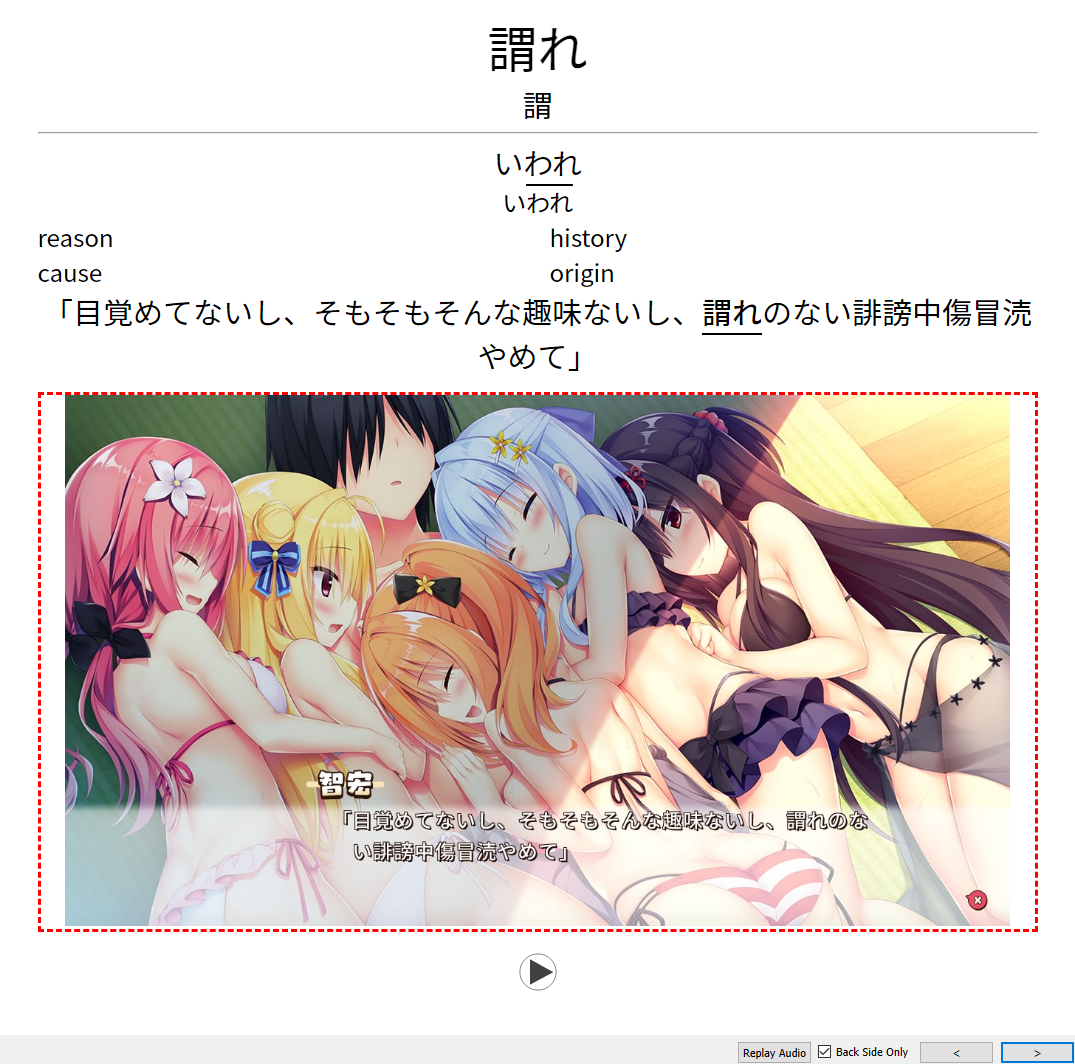 謂れ
謂
いわれ
いわれ
reason
history
cause
origin
「目覚めてないし、そもそもそんな趣味ないし、謂れのない誹謗中傷冒涜
やめて」
智宏
「目覚めてないし、そもそもそんな趣味ないし、謂れのな
い誹謗中傷冒涜やめて」
Replay Audio
Back Side Only
<
>